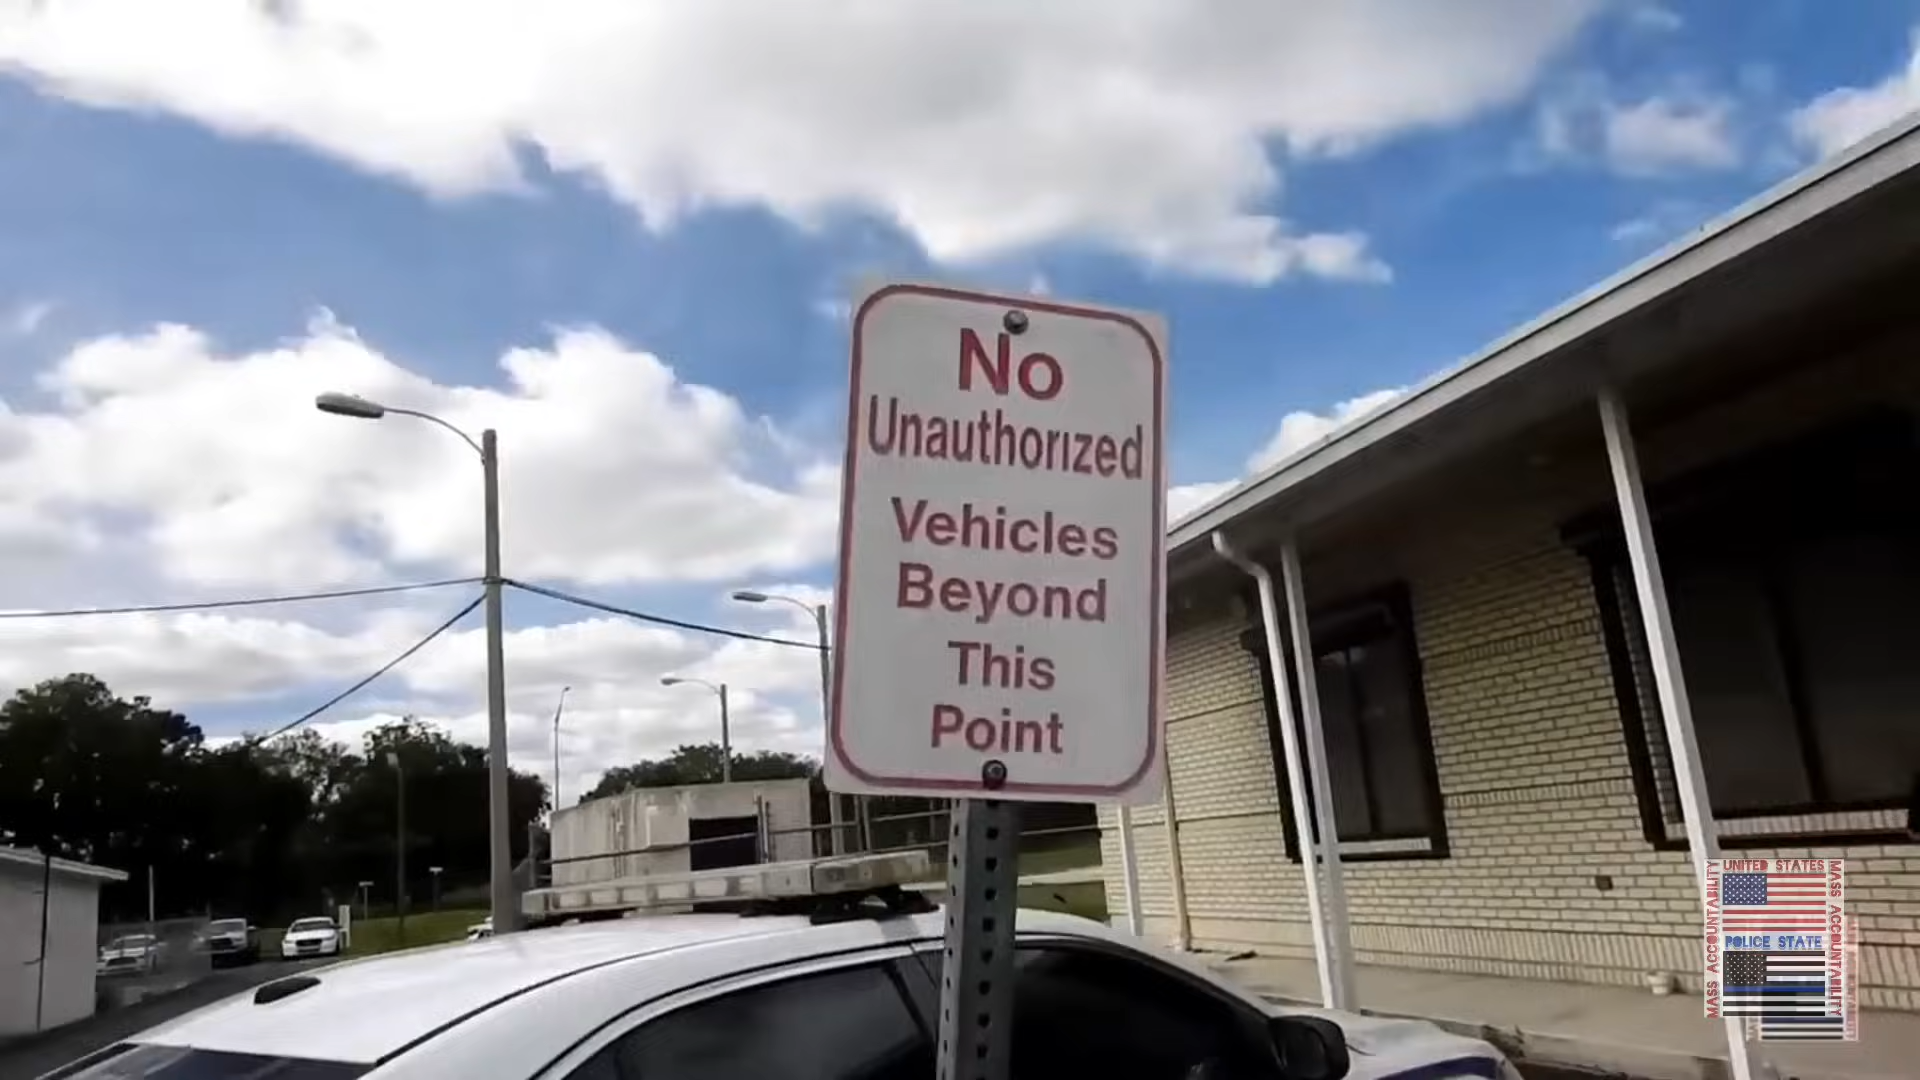 No
Unauthorized
Vehicles
Beyond
This
Point
UNITED STATES
MASS ACCOUNTABILITY
MASS ACCOUNTABILITY
POLICE STATE